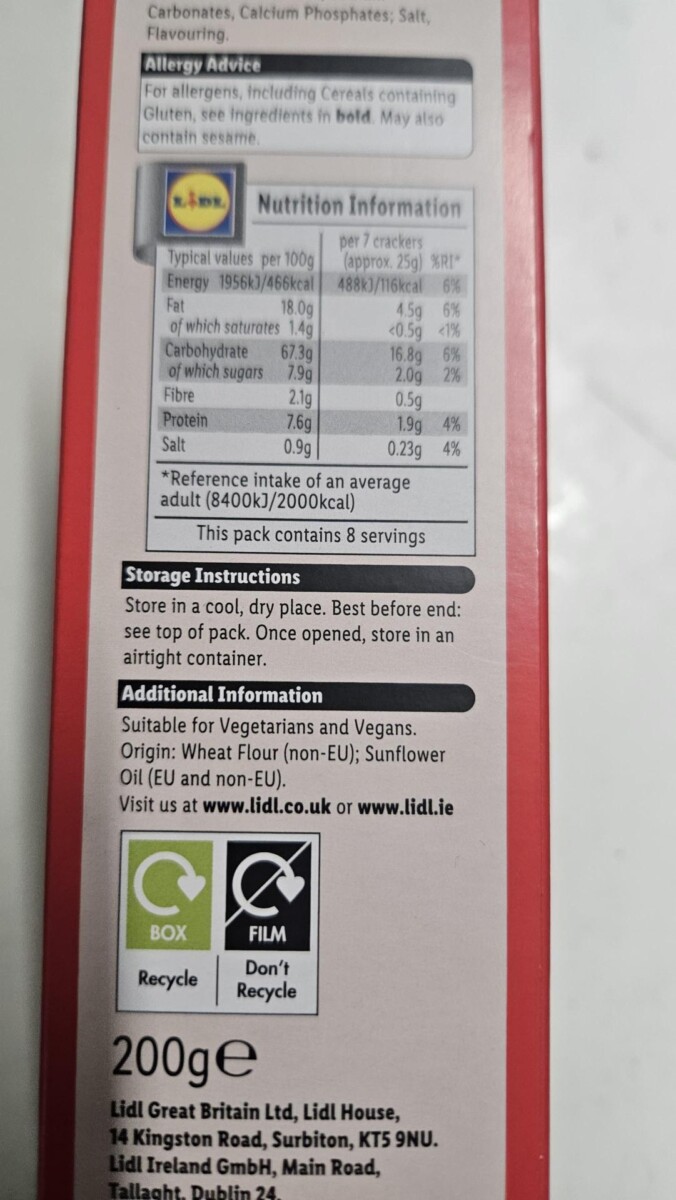 Carbonates, Calcium Phosphates; Salt,
Flavouring.
Allergy Advice
For allergens, including Cereals containing
Gluten, see ingredients in bold. May also
contain sesame.
LIDL
Nutrition Information
Typical values per 100g per 7 crackers (approx. 25g) %RI*
Energy 1956kJ/466kcal 488kJ/116kcal 6%
Fat 18.0g 4.5g 6%
of which saturates 1.4g <0.5g <1%
Carbohydrate 67.3g 16.8g 6%
of which sugars 7.9g 2.0g 2%
Fibre 2.1g 0.5g
Protein 7.6g 1.9g 4%
Salt 0.9g 0.23g 4%
*Reference intake of an average
adult (8400kJ/2000kcal)
This pack contains 8 servings
Storage Instructions
Store in a cool, dry place. Best before end:
see top of pack. Once opened, store in an
airtight container.
Additional Information
Suitable for Vegetarians and Vegans.
Origin: Wheat Flour (non-EU); Sunflower
Oil (EU and non-EU).
Visit us at www.lidl.co.uk or www.lidl.ie
BOX FILM
Recycle Don't
Recycle
200g℮
Lidl Great Britain Ltd, Lidl House,
14 Kingston Road, Surbiton, KT5 9NU.
Lidl Ireland GmbH, Main Road,
Tallaght, Dublin 24.